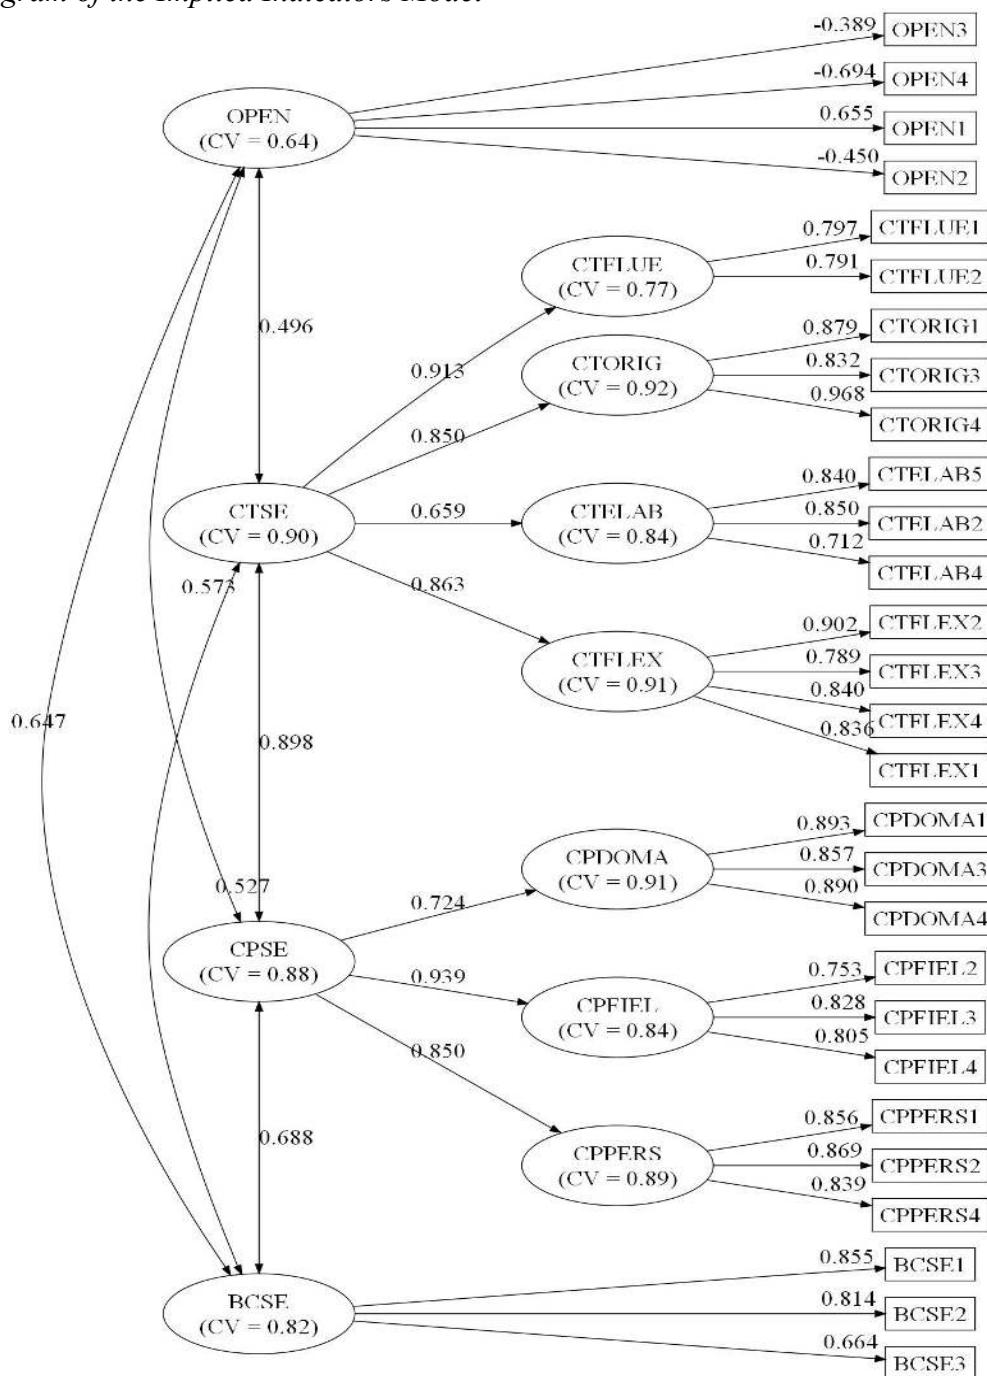 gram of the Implied Indicators Model
-0.389 OPEN3
-0.694 OPEN4
OPEN
(CV = 0.64)
0.655 OPEN1
-0.450 OPEN2
0.797 CTFLUE1
CTFLUE
(CV = 0.77)
0.791 CTFLUE2
0.496
0.879 CTORIG1
CTORIG
(CV = 0.92)
0.913
0.832 CTORIG3
0.968 CTORIG4
0.850
0.840 CTELAB5
CTSE
(CV = 0.90)
0.659
CTELAB
(CV = 0.84)
0.850 CTELAB2
0.712 CTELAB4
0.573
0.863
0.902 CTFLEX2
CTFLEX
(CV = 0.91)
0.789 CTFLEX3
0.840 CTFLEX4
0.647
0.898
0.836 CTFLEX1
0.893 CPDOMA1
CPDOMA
(CV = 0.91)
0.857 CPDOMA3
0.527
0.724
0.890 CPDOMA4
CPSE
(CV = 0.88)
0.939
0.753 CPFIEL2
CPFIEL
(CV = 0.84)
0.828 CPFIEL3
0.805 CPFIEL4
0.850
0.856 CPPERS1
0.688
CPPERS
(CV = 0.89)
0.869 CPPERS2
0.839 CPPERS4
0.855 BCSE1
BCSE
(CV = 0.82)
0.814 BCSE2
0.664 BCSE3